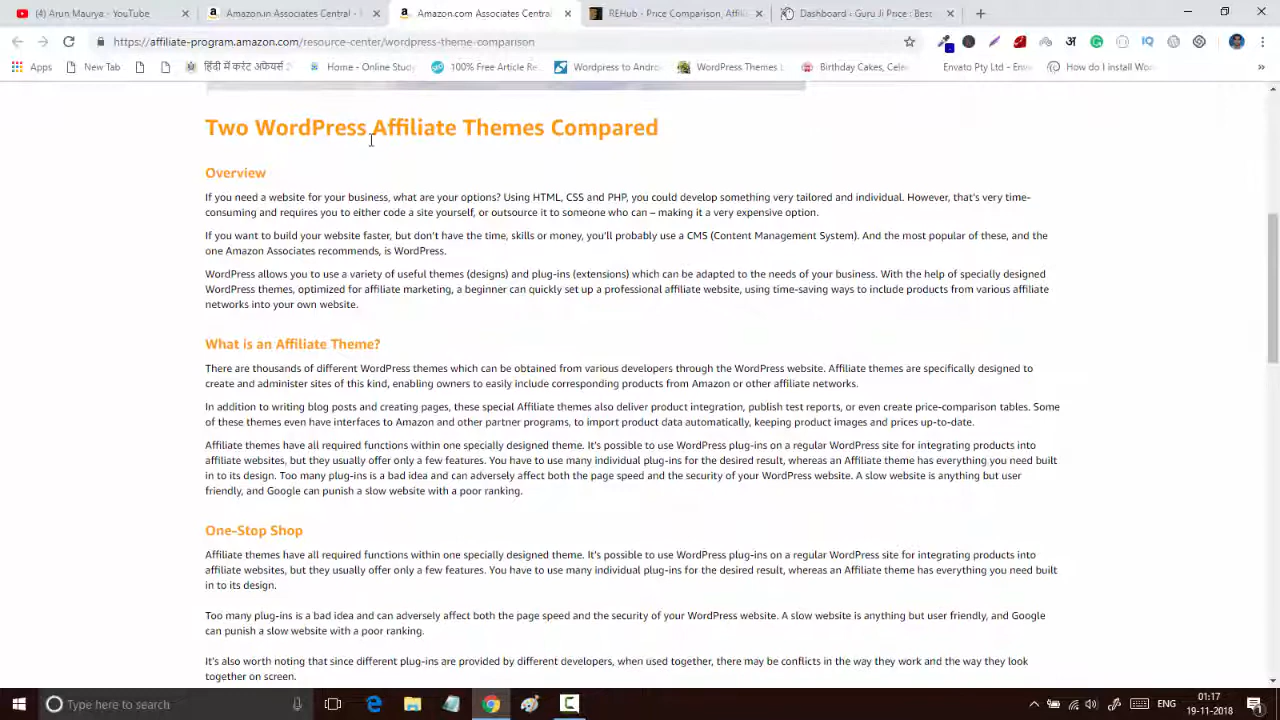 Arun Maurya - YouTube
Amazon.in Associates Central -
Amazon.com Associates Central
REHub - Price Comparison, Affili
Dashboard ‹ Guru Ji Price : Best
https://affiliate-program.amazon.com/resource-center/wordpress-theme-comparison
Apps
New Tab
हिंदी में करंट अफेयर्स
Home - Online Study
100% Free Article Re
Wordpress to Andro
WordPress Themes
Birthday Cakes, Cele
Envato Pty Ltd - Env
How do I install Wor
Two WordPress Affiliate Themes Compared
Overview
If you need a website for your business, what are your options? Using HTML, CSS and PHP, you could develop something very tailored and individual. However, that's very time-
consuming and requires you to either code a site yourself, or outsource it to someone who can – making it a very expensive option.
If you want to build your website faster, but don't have the time, skills or money, you'll probably use a CMS (Content Management System). And the most popular of these, and the
one Amazon Associates recommends, is WordPress.
WordPress allows you to use a variety of useful themes (designs) and plug-ins (extensions) which can be adapted to the needs of your business. With the help of specially designed
WordPress themes, optimized for affiliate marketing, a beginner can quickly set up a professional affiliate website, using time-saving ways to include products from various affiliate
networks into your own website.
What is an Affiliate Theme?
There are thousands of different WordPress themes which can be obtained from various developers through the WordPress website. Affiliate themes are specifically designed to
create and administer sites of this kind, enabling owners to easily include corresponding products from Amazon or other affiliate networks.
In addition to writing blog posts and creating pages, these special Affiliate themes also deliver product integration, publish test reports, or even create price-comparison tables. Some
of these themes even have interfaces to Amazon and other partner programs, to import product data automatically, keeping product images and prices up-to-date.
Affiliate themes have all required functions within one specially designed theme. It's possible to use WordPress plug-ins on a regular WordPress site for integrating products into
affiliate websites, but they usually offer only a few features. You have to use many individual plug-ins for the desired result, whereas an Affiliate theme has everything you need built
in to its design. Too many plug-ins is a bad idea and can adversely affect both the page speed and the security of your WordPress website. A slow website is anything but user
friendly, and Google can punish a slow website with a poor ranking.
One-Stop Shop
Affiliate themes have all required functions within one specially designed theme. It's possible to use WordPress plug-ins on a regular WordPress site for integrating products into
affiliate websites, but they usually offer only a few features. You have to use many individual plug-ins for the desired result, whereas an Affiliate theme has everything you need built
in to its design.
Too many plug-ins is a bad idea and can adversely affect both the page speed and the security of your WordPress website. A slow website is anything but user friendly, and Google
can punish a slow website with a poor ranking.
It's also worth noting that since different plug-ins are provided by different developers, when used together, there may be conflicts in the way they work and the way they look
together on screen.
Type here to search
ENG
01:17
19-11-2018